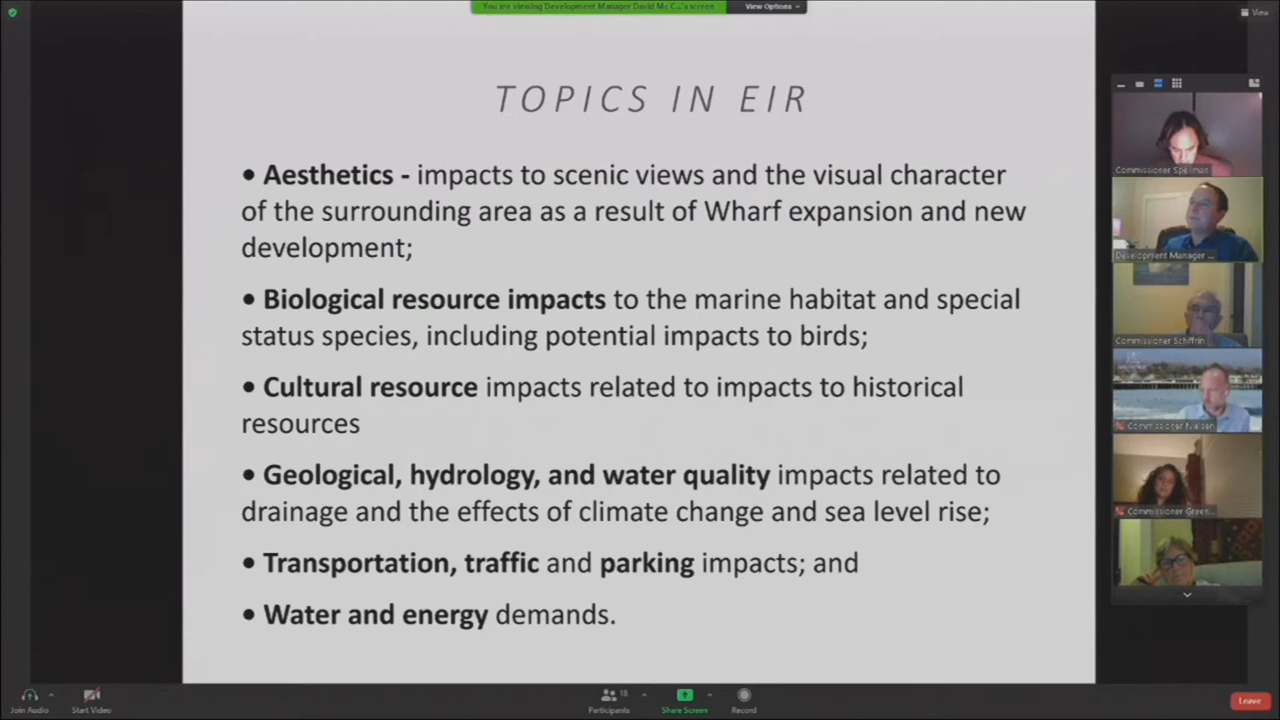 You are viewing Development Manager David Mc C...'s screen
View Options
View
TOPICS IN EIR
• Aesthetics - impacts to scenic views and the visual character
of the surrounding area as a result of Wharf expansion and new
development;
• Biological resource impacts to the marine habitat and special
status species, including potential impacts to birds;
• Cultural resource impacts related to impacts to historical
resources
• Geological, hydrology, and water quality impacts related to
drainage and the effects of climate change and sea level rise;
• Transportation, traffic and parking impacts; and
• Water and energy demands.
Commissioner Spellman
Development Manager ...
Commissioner Schiffrin
Commissioner Nielsen
Commissioner Green...
Join Audio
Start Video
Participants
18
Share Screen
Record
Leave